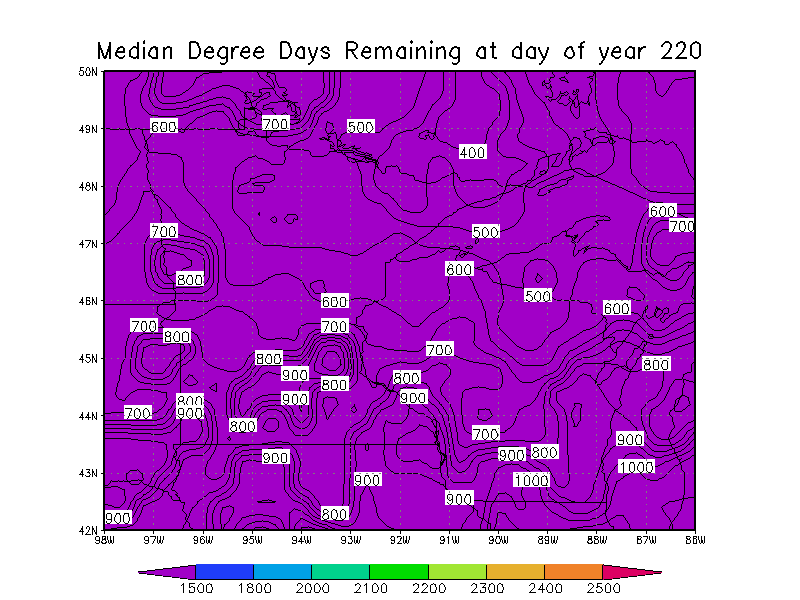 Median Degree Days Remaining at day of year 220
50N
600 700 500
49N
400
48N
600
700 500 700
47N
600
800
500
46N 600 600
700 800 700
700
45N 800 800
900 800 800
800 900 900
44N 700 900
800 700 900
900 900 800
43N 1000
900 1000
900
900 800
42N
98W 97W 96W 95W 94W 93W 92W 91W 90W 89W 88W 87W 86W
1500 1800 2000 2100 2200 2300 2400 2500